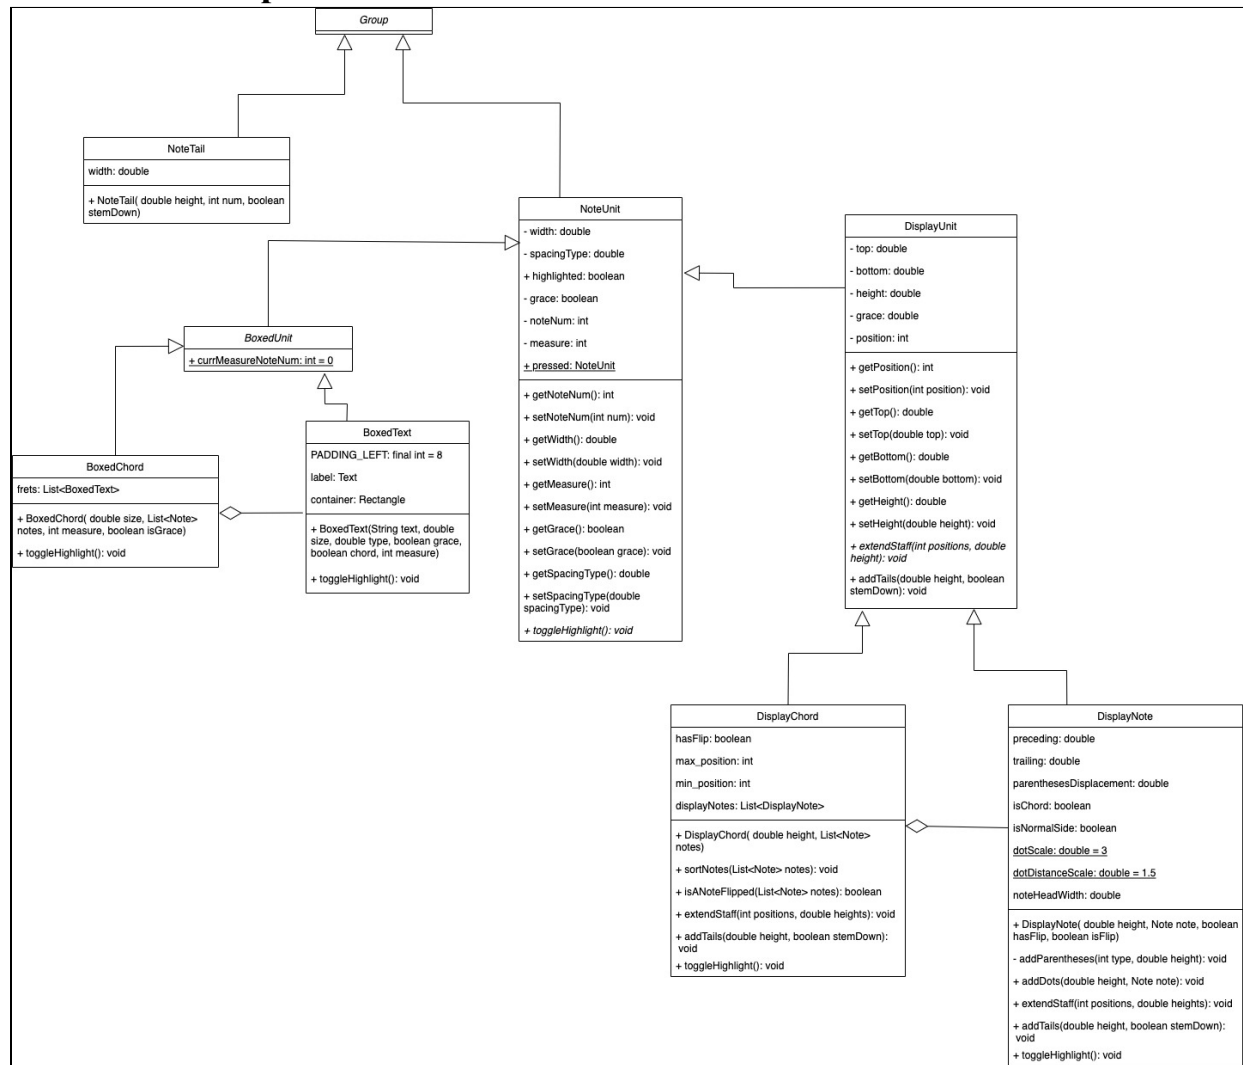 Group
NoteTail
width: double
+ NoteTail( double height, int num, boolean
stemDown)
NoteUnit
- width: double
- spacingType: double
+ highlighted: boolean
- grace: boolean
- noteNum: int
- measure: int
+ pressed: NoteUnit
+ getNoteNum(): int
+ setNoteNum(int num): void
+ getWidth(): double
+ setWidth(double width): void
+ getMeasure(): int
+ setMeasure(int measure): void
+ getGrace(): boolean
+ setGrace(boolean grace): void
+ getSpacingType(): double
+ setSpacingType(double
spacingType): void
+ toggleHighlight(): void
DisplayUnit
- top: double
- bottom: double
- height: double
- grace: double
- position: int
+ getPosition(): int
+ setPosition(int position): void
+ getTop(): double
+ setTop(double top): void
+ getBottom(): double
+ setBottom(double bottom): void
+ getHeight(): double
+ setHeight(double height): void
+ extendStaff(int positions, double
height): void
+ addTails(double height, boolean
stemDown): void
BoxedUnit
+ currMeasureNoteNum: int = 0
BoxedText
PADDING_LEFT: final int = 8
label: Text
container: Rectangle
+ BoxedText(String text, double
size, double type, boolean grace,
boolean chord, int measure)
+ toggleHighlight(): void
BoxedChord
frets: List<BoxedText>
+ BoxedChord( double size, List<Note>
notes, int measure, boolean isGrace)
+ toggleHighlight(): void
DisplayChord
hasFlip: boolean
max_position: int
min_position: int
displayNotes: List<DisplayNote>
+ DisplayChord( double height, List<Note>
notes)
+ sortNotes(List<Note> notes): void
+ isANoteFlipped(List<Note> notes): boolean
+ extendStaff(int positions, double heights): void
+ addTails(double height, boolean stemDown):
void
+ toggleHighlight(): void
DisplayNote
preceding: double
trailing: double
parenthesesDisplacement: double
isChord: boolean
isNormalSide: boolean
dotScale: double = 3
dotDistanceScale: double = 1.5
noteHeadWidth: double
+ DisplayNote( double height, Note note, boolean
hasFlip, boolean isFlip)
- addParentheses(int type, double height): void
+ addDots(double height, Note note): void
+ extendStaff(int positions, double heights): void
+ addTails(double height, boolean stemDown):
void
+ toggleHighlight(): void